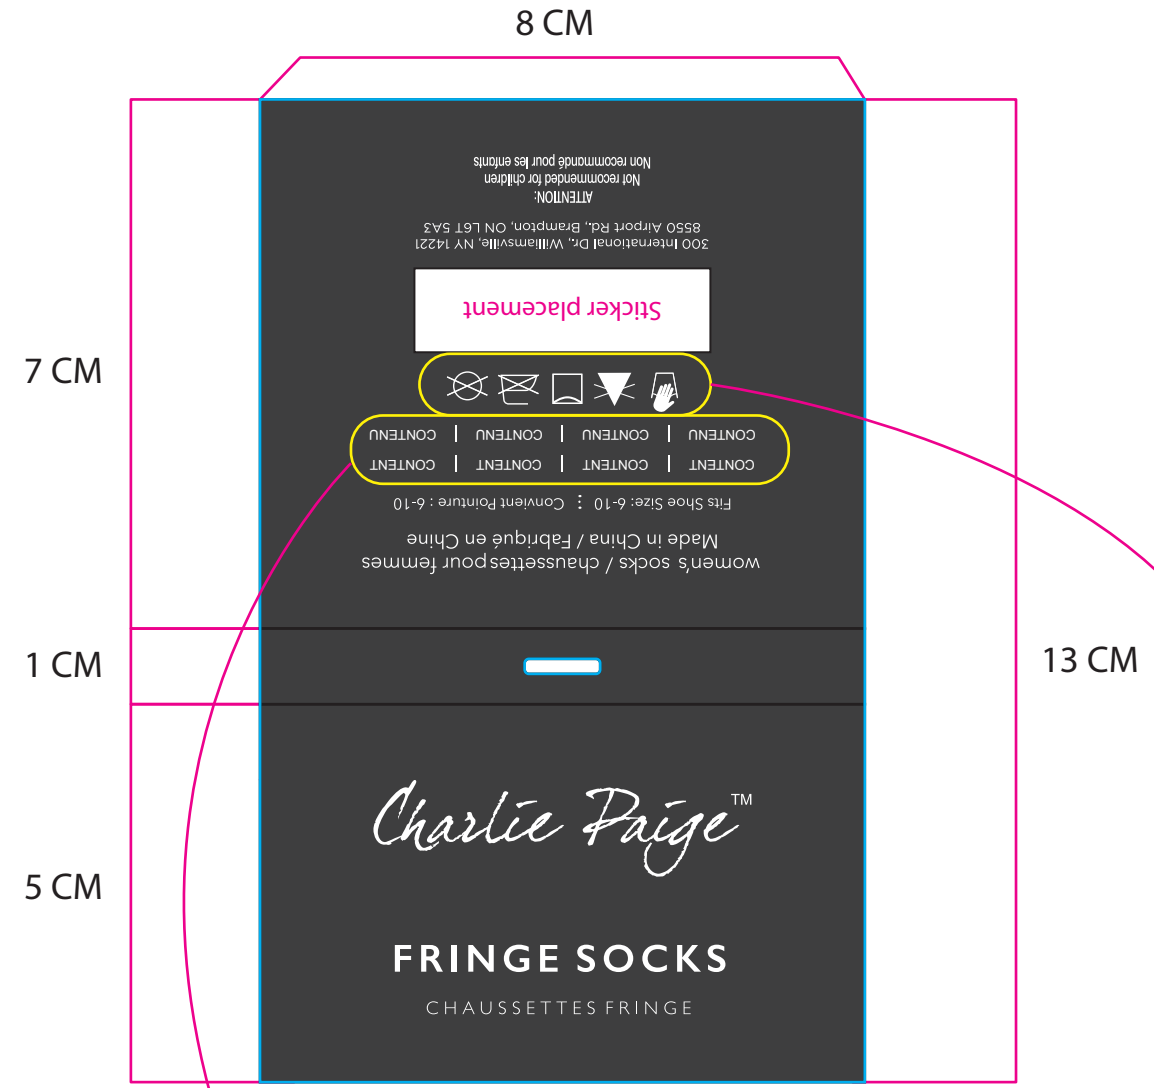 8 CM
Non recomandé pour les enfants
Not recommended for children
ATTENTION:
8550 Airport Rd., Brampton, ON L6T 5A3
300 International Dr., Williamsville, NY 14221
Sticker placement
7 CM
CONTENU | CONTENU | CONTENU | CONTENU
CONTENT | CONTENT | CONTENT | CONTENT
Fits Shoe Size: 6-10 ⋮ Convient Pointure : 6-10
Made in China / Fabriqué en Chine
women's socks / chaussettes pour femmes
1 CM
13 CM
Charlie Paige™
5 CM
FRINGE SOCKS
CHAUSSETTES FRINGE